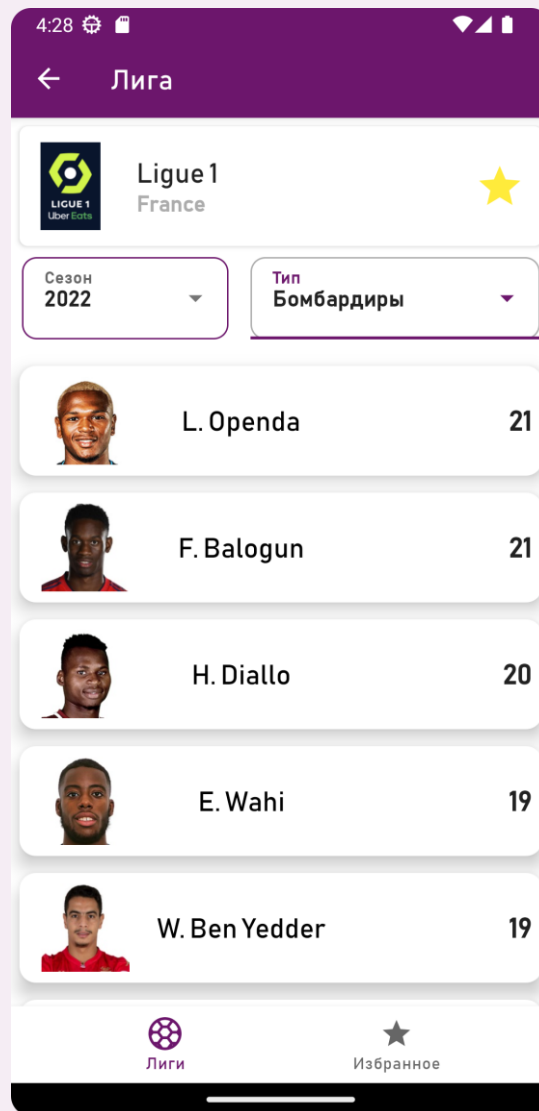 4:28
Лига
Ligue 1
France
LIGUE 1
Uber Eats
Сезон
2022
Тип
Бомбардиры
L. Openda 21
F. Balogun 21
H. Diallo 20
E. Wahi 19
W. Ben Yedder 19
Лиги
Избранное